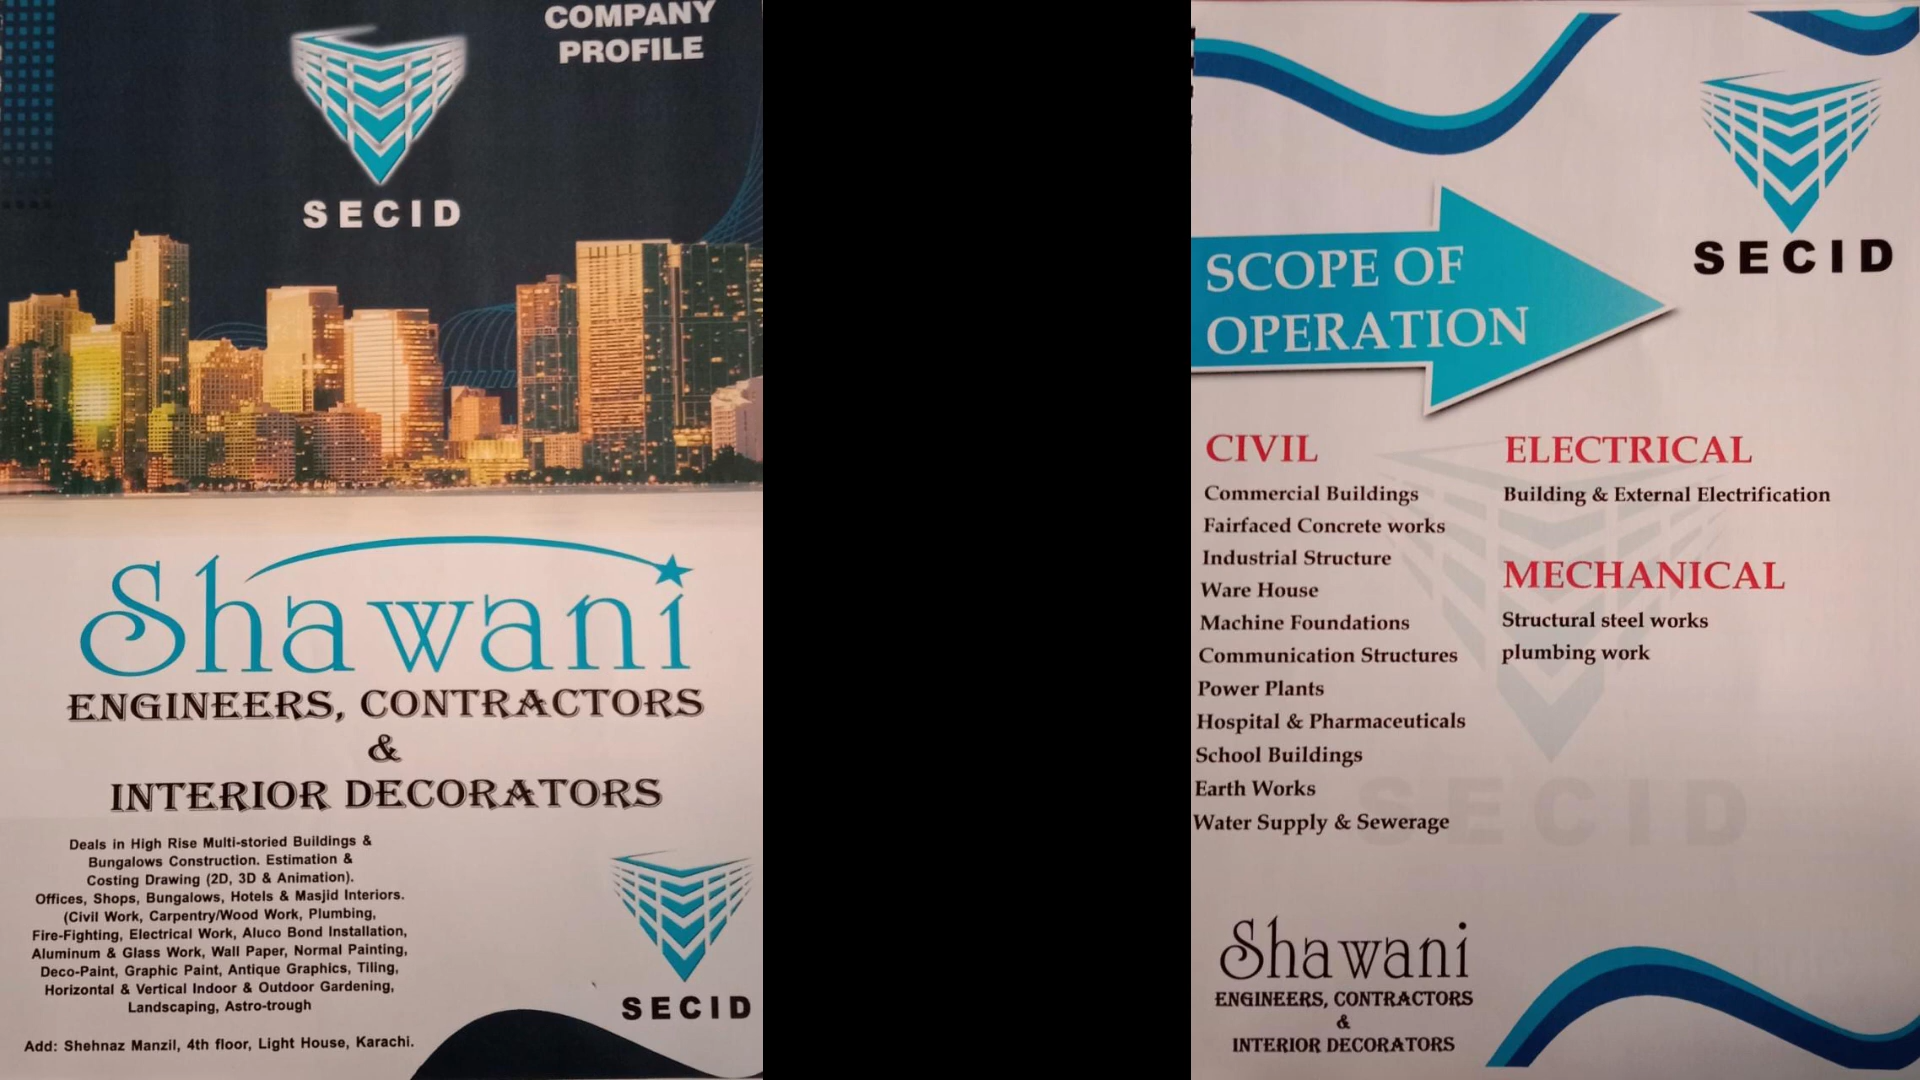 COMPANY
PROFILE
SECID
Shawani
ENGINEERS, CONTRACTORS
&
INTERIOR DECORATORS
Deals in High Rise Multi-storied Buildings &
Bungalows Construction. Estimation &
Costing Drawing (2D, 3D & Animation).
Offices, Shops, Bungalows, Hotels & Masjid Interiors.
(Civil Work, Carpentry/Wood Work, Plumbing,
Fire-Fighting, Electrical Work, Aluco Bond Installation,
Aluminum & Glass Work, Wall Paper, Normal Painting,
Deco-Paint, Graphic Paint, Antique Graphics, Tiling,
Horizontal & Vertical Indoor & Outdoor Gardening,
Landscaping, Astro-trough
SECID
Add: Shehnaz Manzil, 4th floor, Light House, Karachi.
SECID
SCOPE OF
OPERATION
CIVIL
Commercial Buildings
Fairfaced Concrete works
Industrial Structure
Ware House
Machine Foundations
Communication Structures
Power Plants
Hospital & Pharmaceuticals
School Buildings
Earth Works
Water Supply & Sewerage
ELECTRICAL
Building & External Electrification
MECHANICAL
Structural steel works
plumbing work
SECID
Shawani
ENGINEERS, CONTRACTORS
&
INTERIOR DECORATORS